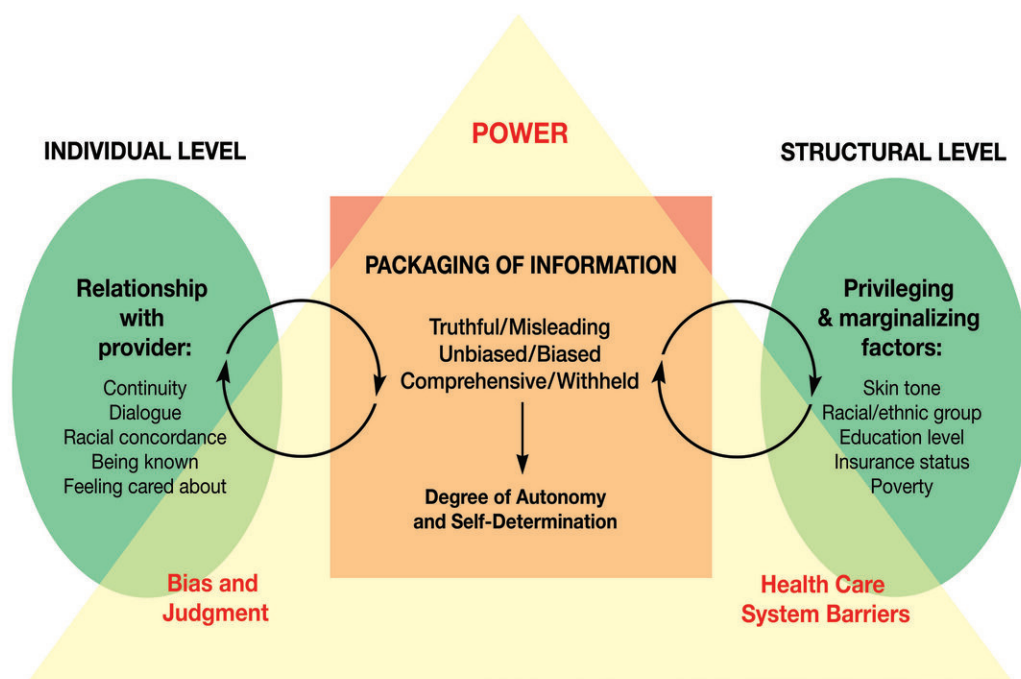 POWER
INDIVIDUAL LEVEL
Relationship
with
provider:
Continuity
Dialogue
Racial concordance
Being known
Feeling cared about
Bias and
Judgment
PACKAGING OF INFORMATION
Truthful/Misleading
Unbiased/Biased
Comprehensive/Withheld
Degree of Autonomy
and Self-Determination
STRUCTURAL LEVEL
Privileging
& marginalizing
factors:
Skin tone
Racial/ethnic group
Education level
Insurance status
Poverty
Health Care
System Barriers